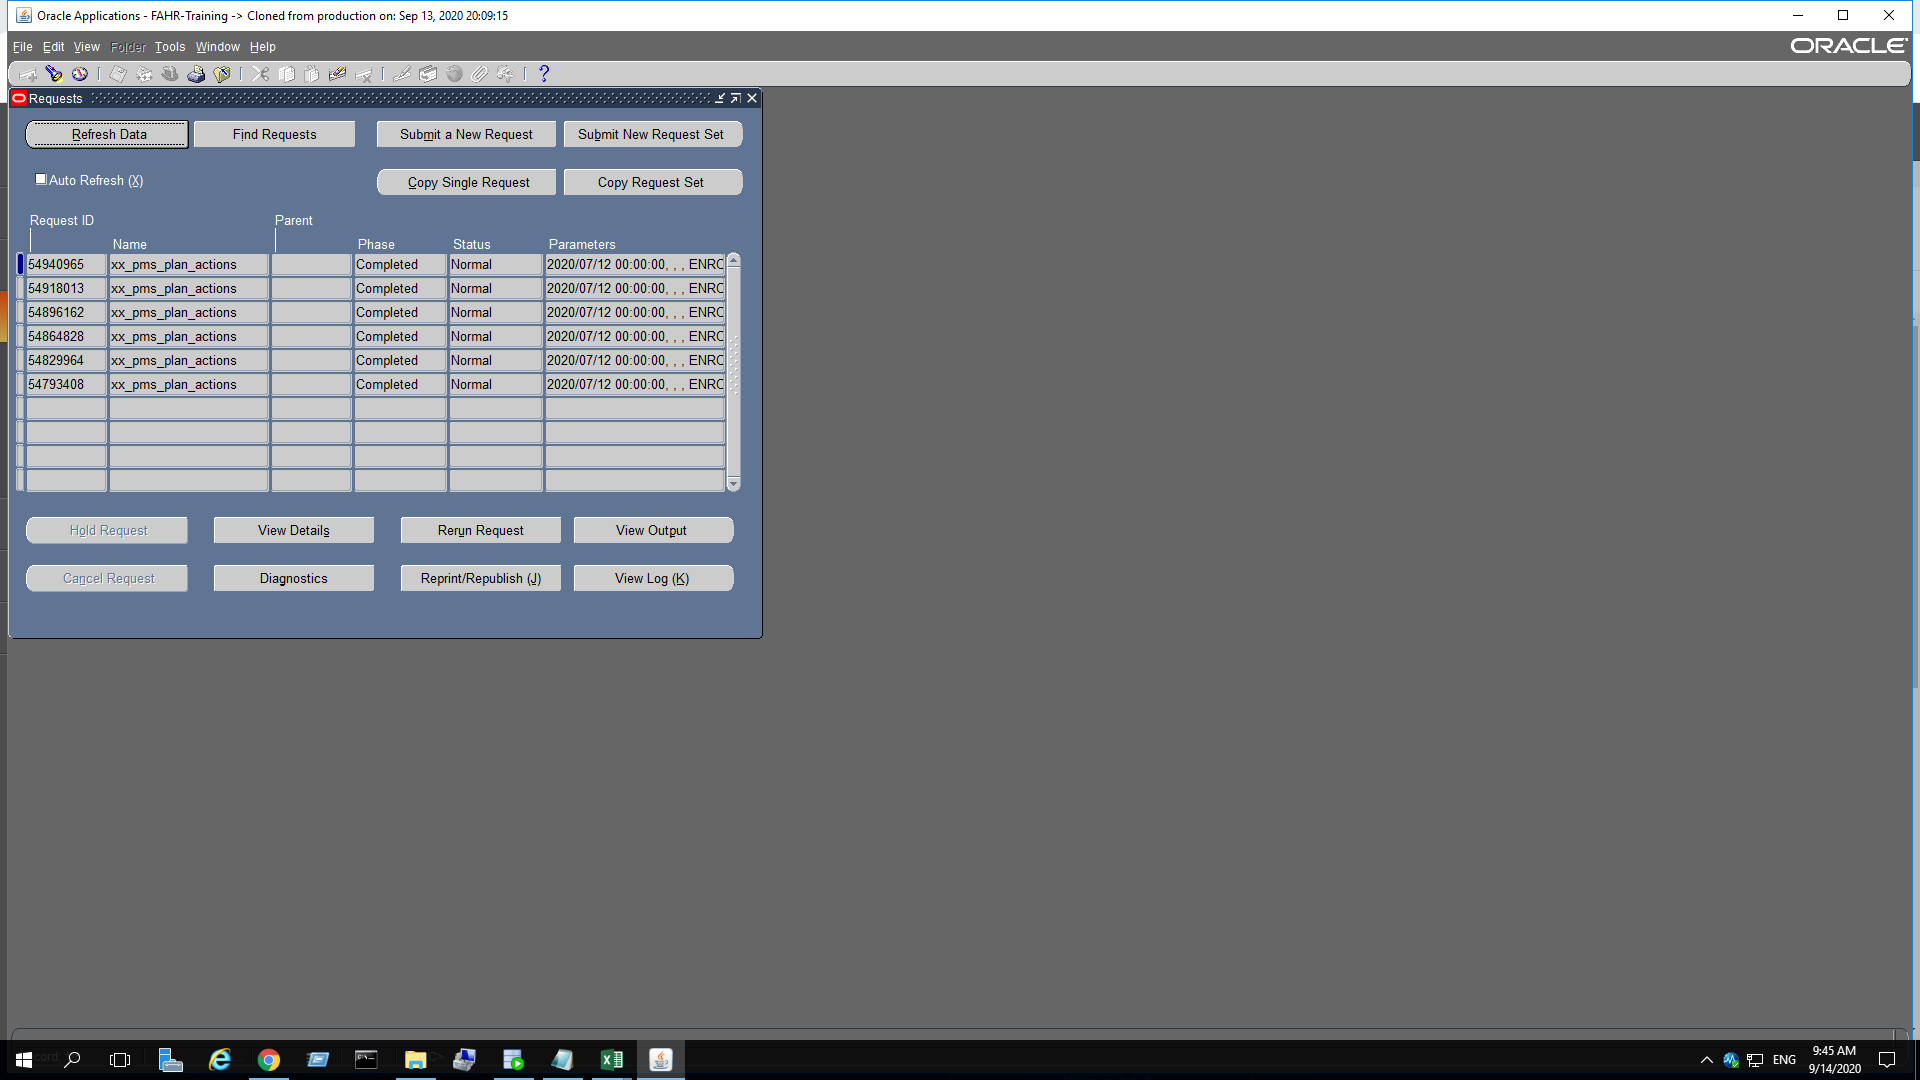 Oracle Applications - FAHR-Training -> Cloned from production on: Sep 13, 2020 20:09:15
File Edit View Folder Tools Window Help
ORACLE
Requests
Refresh Data Find Requests Submit a New Request Submit New Request Set
Auto Refresh (X) Copy Single Request Copy Request Set
Request ID Parent
Name Phase Status Parameters
54940965 xx_pms_plan_actions Completed Normal 2020/07/12 00:00:00, , , ENRO
54918013 xx_pms_plan_actions Completed Normal 2020/07/12 00:00:00, , , ENRO
54896162 xx_pms_plan_actions Completed Normal 2020/07/12 00:00:00, , , ENRO
54864828 xx_pms_plan_actions Completed Normal 2020/07/12 00:00:00, , , ENRO
54829964 xx_pms_plan_actions Completed Normal 2020/07/12 00:00:00, , , ENRO
54793408 xx_pms_plan_actions Completed Normal 2020/07/12 00:00:00, , , ENRO
Hold Request View Details Rerun Request View Output
Cancel Request Diagnostics Reprint/Republish (J) View Log (K)
ENG
9:45 AM
9/14/2020